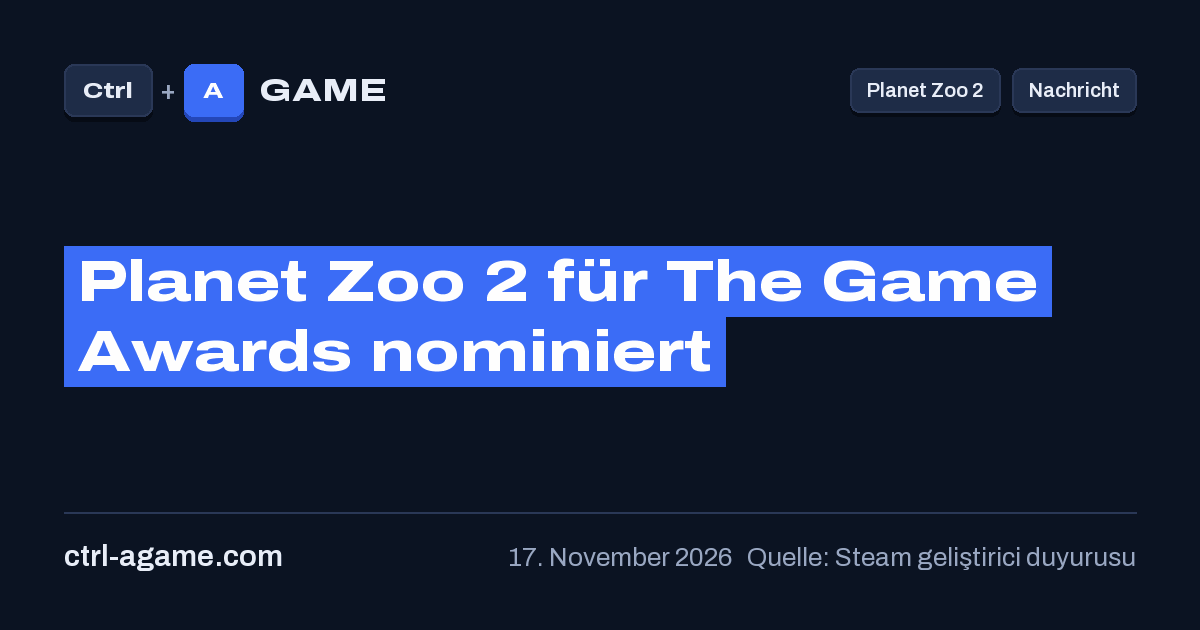 Ctrl + A GAME
Planet Zoo 2 Nachricht
Planet Zoo 2 für The Game
Awards nominiert
ctrl-agame.com
17. November 2026 Quelle: Steam geliştirici duyurusu